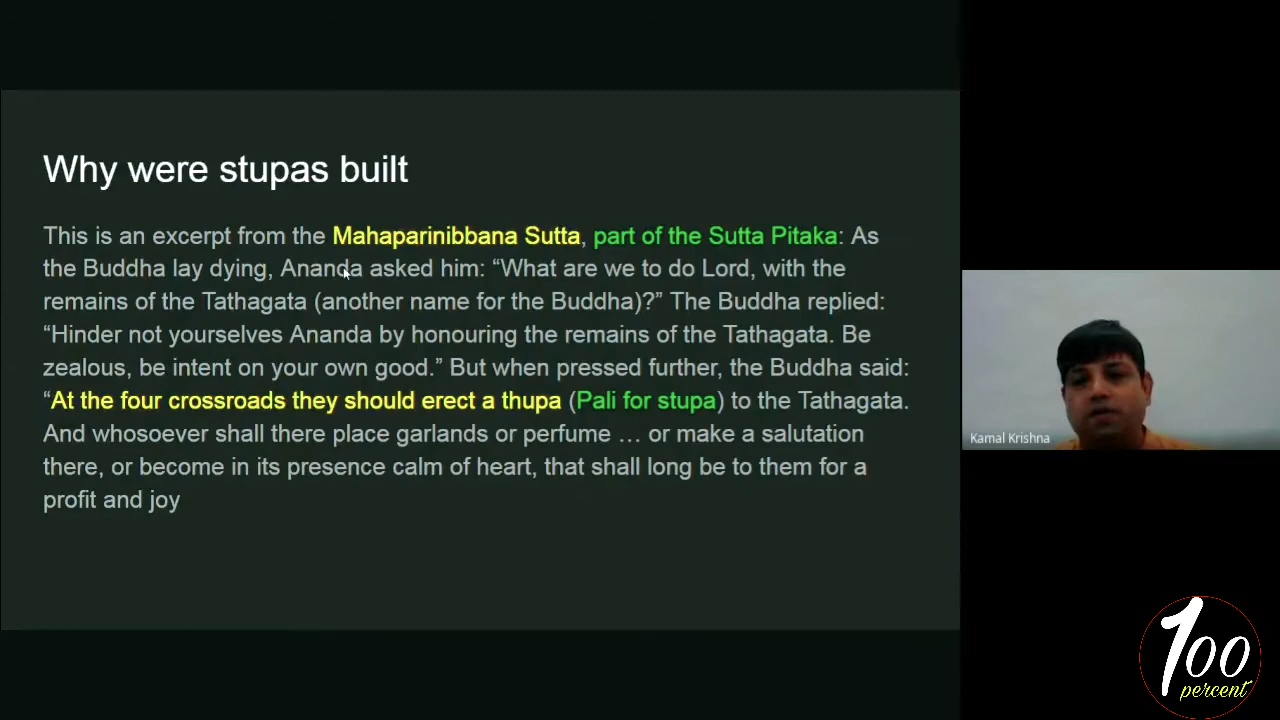 Why were stupas built
This is an excerpt from the Mahaparinibbana Sutta, part of the Sutta Pitaka: As
the Buddha lay dying, Ananda asked him: “What are we to do Lord, with the
remains of the Tathagata (another name for the Buddha)?” The Buddha replied:
“Hinder not yourselves Ananda by honouring the remains of the Tathagata. Be
zealous, be intent on your own good.” But when pressed further, the Buddha said:
“At the four crossroads they should erect a thupa (Pali for stupa) to the Tathagata.
And whosoever shall there place garlands or perfume … or make a salutation
there, or become in its presence calm of heart, that shall long be to them for a
profit and joy
Kamal Krishna
100
percent